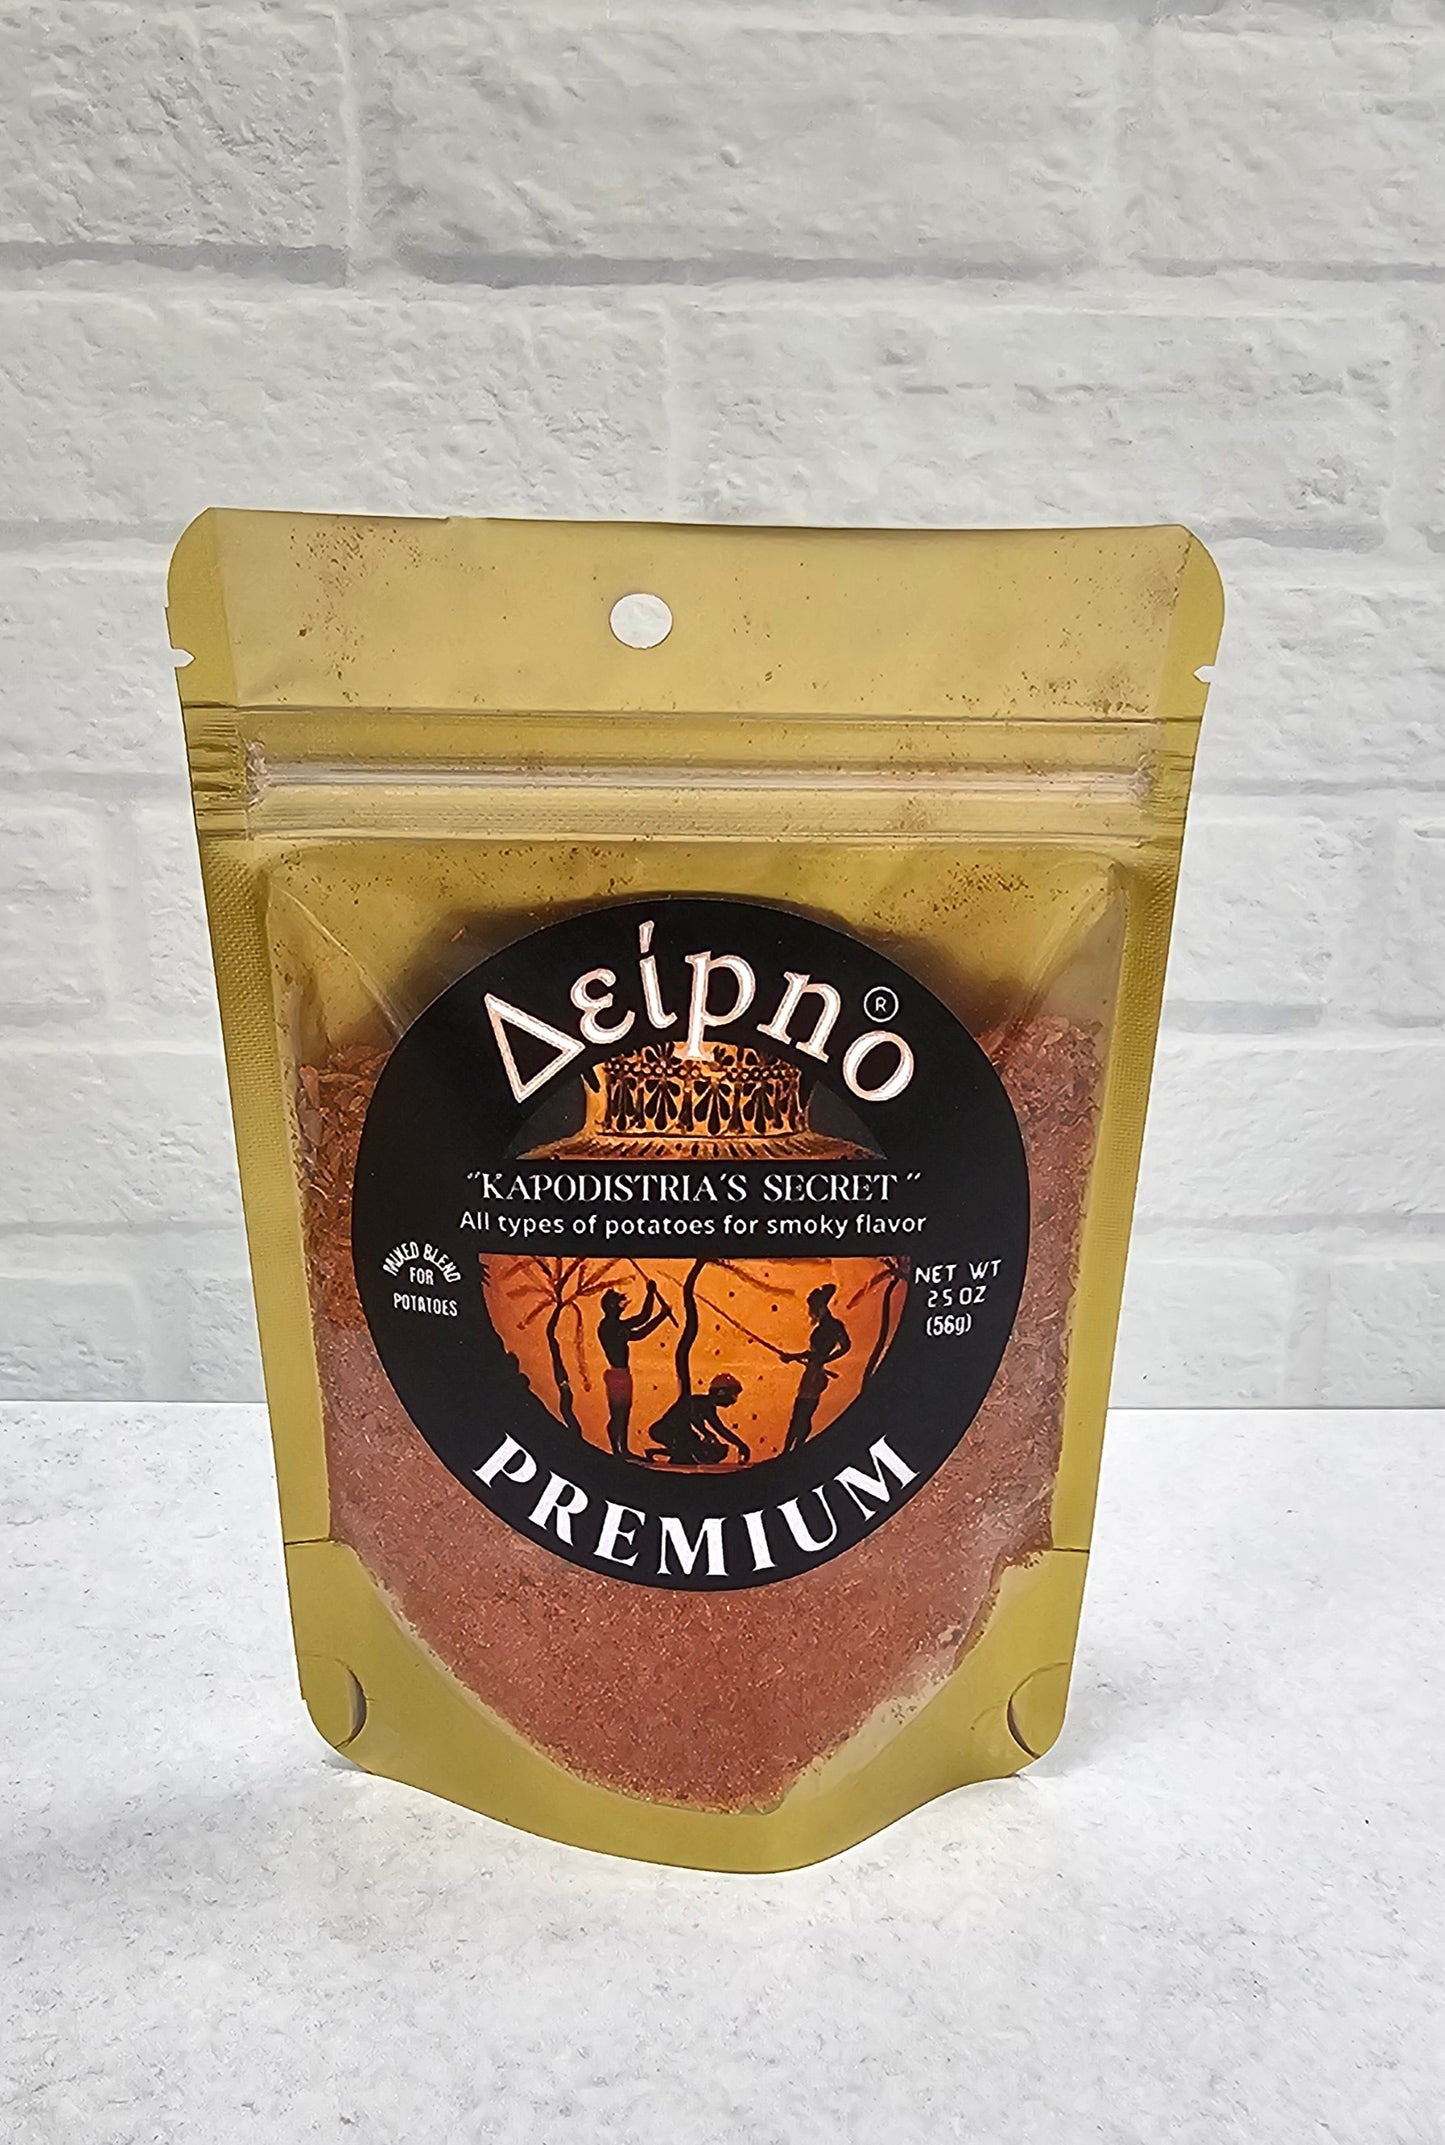 Δείρησ ®
"KAPODISTRIA'S SECRET"
All types of potatoes for smoky flavor
MIXED BLEND
FOR
POTATOES
NET WT
2.5 OZ
(56g)
PREMIUM